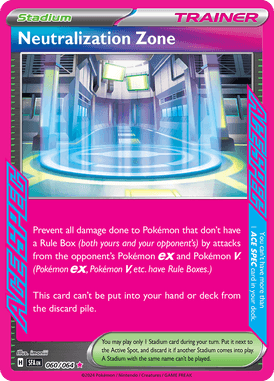 Stadium
TRAINER
Neutralization Zone
ACE SPEC
ACE SPEC
You can't have more than 1 ACE SPEC card in your deck.
Prevent all damage done to Pokémon that don't have
a Rule Box (both yours and your opponent's) by attacks
from the opponent's Pokémon ex and Pokémon V.
(Pokémon ex, Pokémon V, etc. have Rule Boxes.)
This card can't be put into your hand or deck from
the discard pile.
Illus. imoniii
H SFA EN 060/064
You may play only 1 Stadium card during your turn. Put it next to
the Active Spot, and discard it if another Stadium comes into play.
A Stadium with the same name can't be played.
©2024 Pokémon / Nintendo / Creatures / GAME FREAK